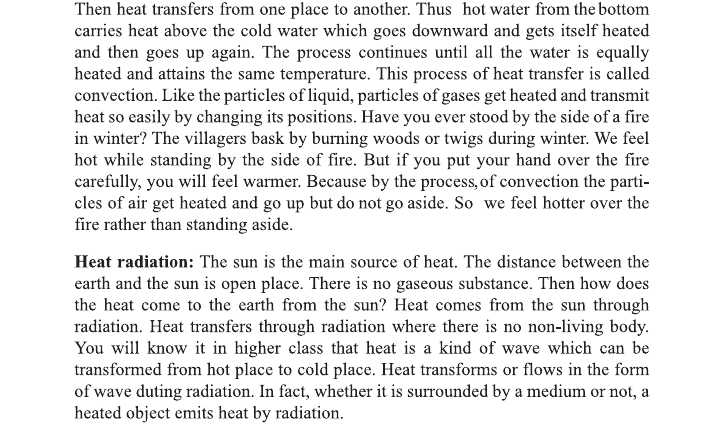 Then heat transfers from one place to another. Thus hot water from the bottom
carries heat above the cold water which goes downward and gets itself heated
and then goes up again. The process continues until all the water is equally
heated and attains the same temperature. This process of heat transfer is called
convection. Like the particles of liquid, particles of gases get heated and transmit
heat so easily by changing its positions. Have you ever stood by the side of a fire
in winter? The villagers bask by burning woods or twigs during winter. We feel
hot while standing by the side of fire. But if you put your hand over the fire
carefully, you will feel warmer. Because by the process, of convection the parti-
cles of air get heated and go up but do not go aside. So we feel hotter over the
fire rather than standing aside.
Heat radiation: The sun is the main source of heat. The distance between the
earth and the sun is open place. There is no gaseous substance. Then how does
the heat come to the earth from the sun? Heat comes from the sun through
radiation. Heat transfers through radiation where there is no non-living body.
You will know it in higher class that heat is a kind of wave which can be
transformed from hot place to cold place. Heat transforms or flows in the form
of wave duting radiation. In fact, whether it is surrounded by a medium or not, a
heated object emits heat by radiation.